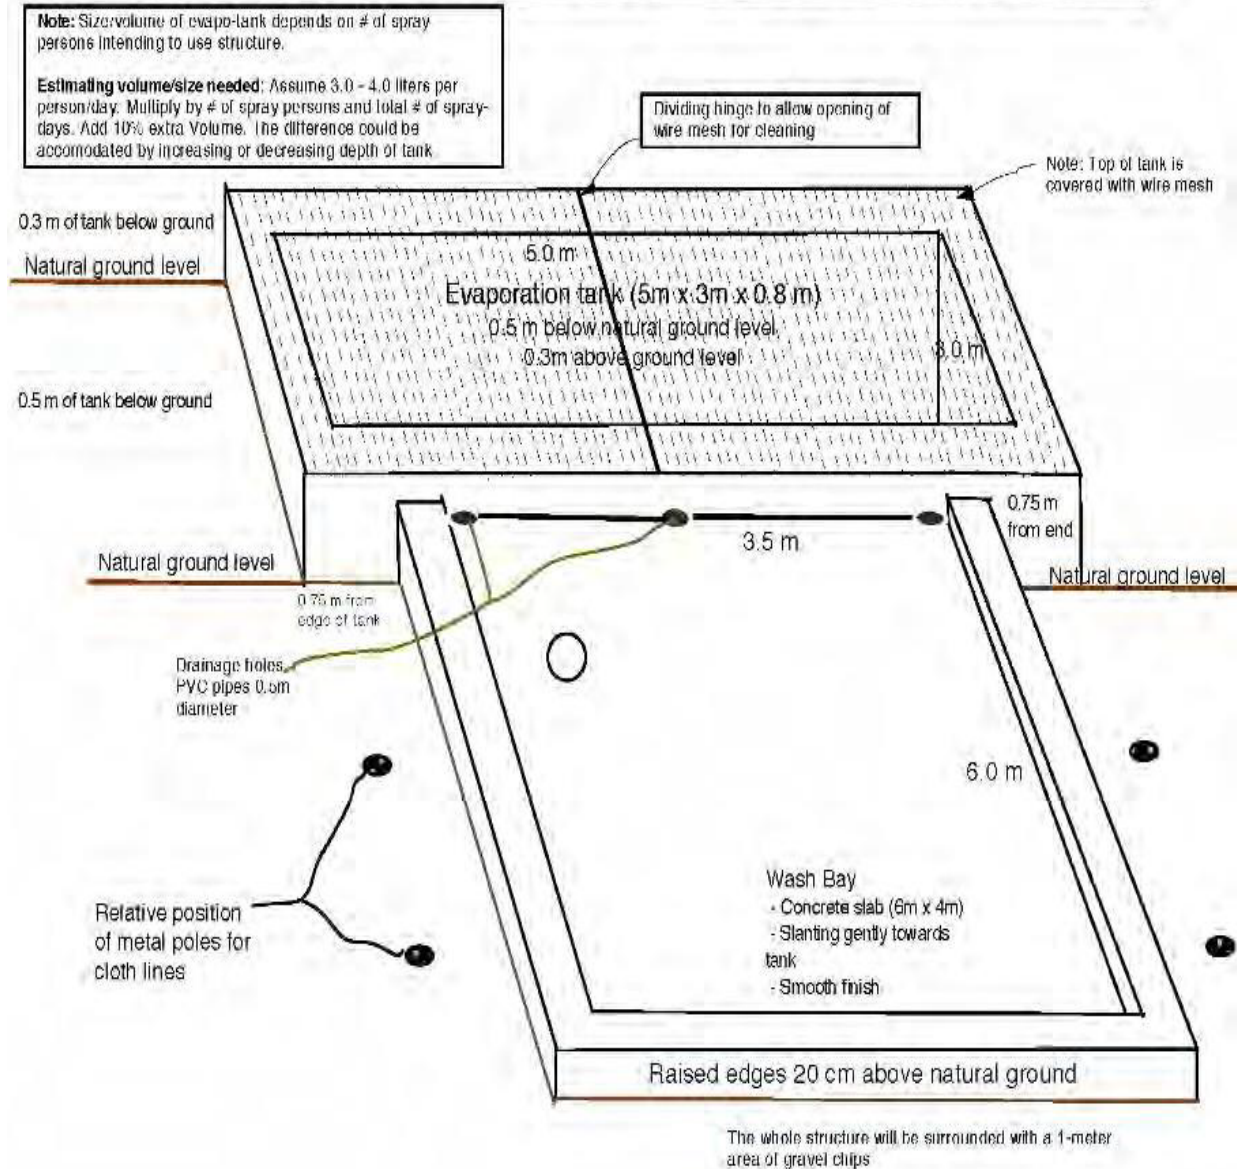 Note: Size/volume of evapo-tank depends on # of spray
persons intending to use structure.
Estimating volume/size needed: Assume 3.0 - 4.0 liters per
person/day. Multiply by # of spray persons and total # of spray-
days. Add 10% extra Volume. The difference could be
accomodated by increasing or decreasing depth of tank
Dividing hinge to allow opening of
wire mesh for cleaning
Note: Top of tank is
covered with wire mesh
0.3 m of tank below ground
Natural ground level
5.0 m
Evaporation tank (5m x 3m x 0.8 m)
0.5 m below natural ground level
0.3m above ground level
3.0 m
0.5 m of tank below ground
0.75 m
from end
3.5 m
Natural ground level
Natural ground level
0.75 m from
edge of tank
Drainage holes,
PVC pipes 0.5m
diameter
6.0 m
Relative position
of metal poles for
cloth lines
Wash Bay
- Concrete slab (6m x 4m)
- Slanting gently towards
tank
- Smooth finish
Raised edges 20 cm above natural ground
The whole structure will be surrounded with a 1-meter
area of gravel chips